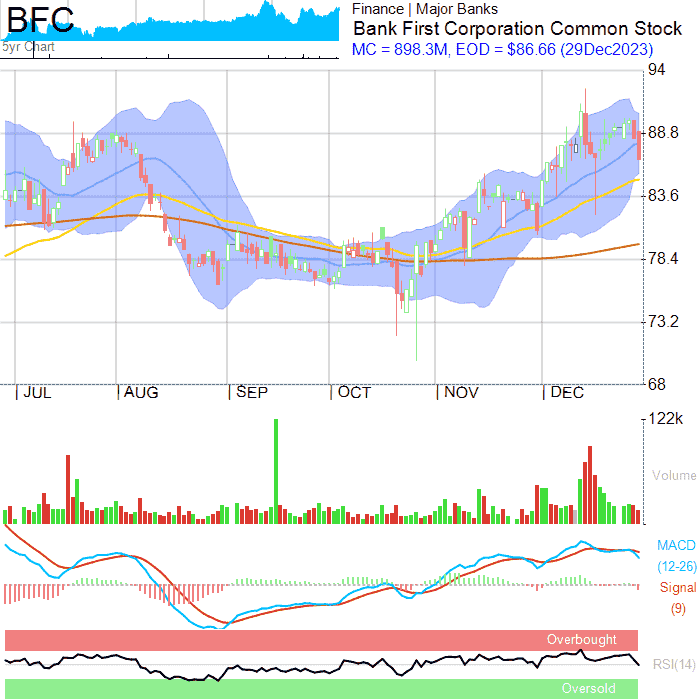 BFC
5yr Chart
Finance | Major Banks
Bank First Corporation Common Stock
MC = 898.3M, EOD = $86.66 (29Dec2023)
94
88.8
83.6
78.4
73.2
68
JUL AUG SEP OCT NOV DEC
122k
Volume
MACD
(12-26)
Signal
(9)
Overbought
RSI(14)
Oversold